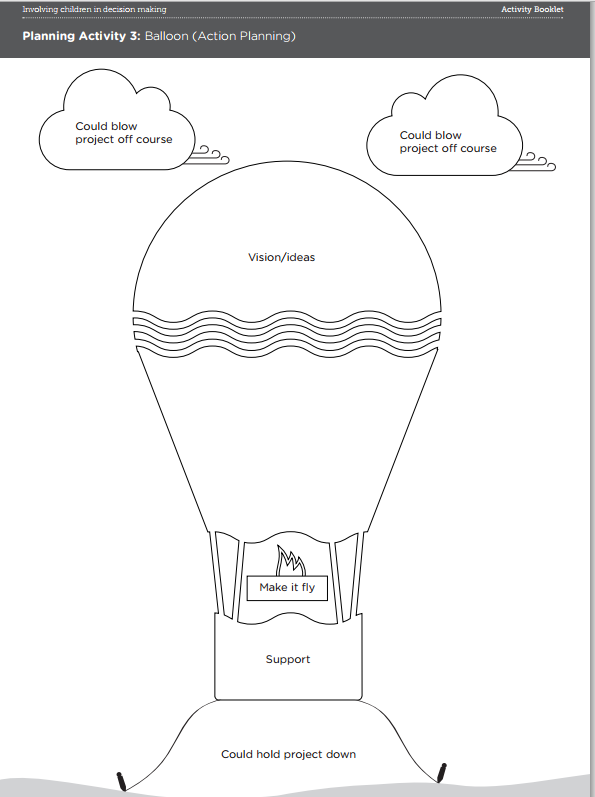 Involving children in decision making
Activity Booklet
Planning Activity 3: Balloon (Action Planning)
Could blow
project off course
Could blow
project off course
Vision/ideas
Make it fly
Support
Could hold project down